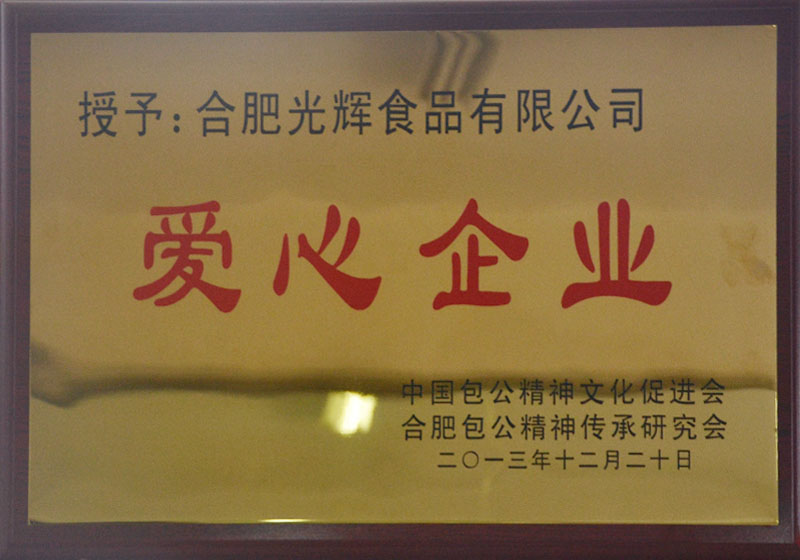 授予:合肥光辉食品有限公司
爱心企业
中国包公精神文化促进会
合肥包公精神传承研究会
二〇一三年十二月二十日